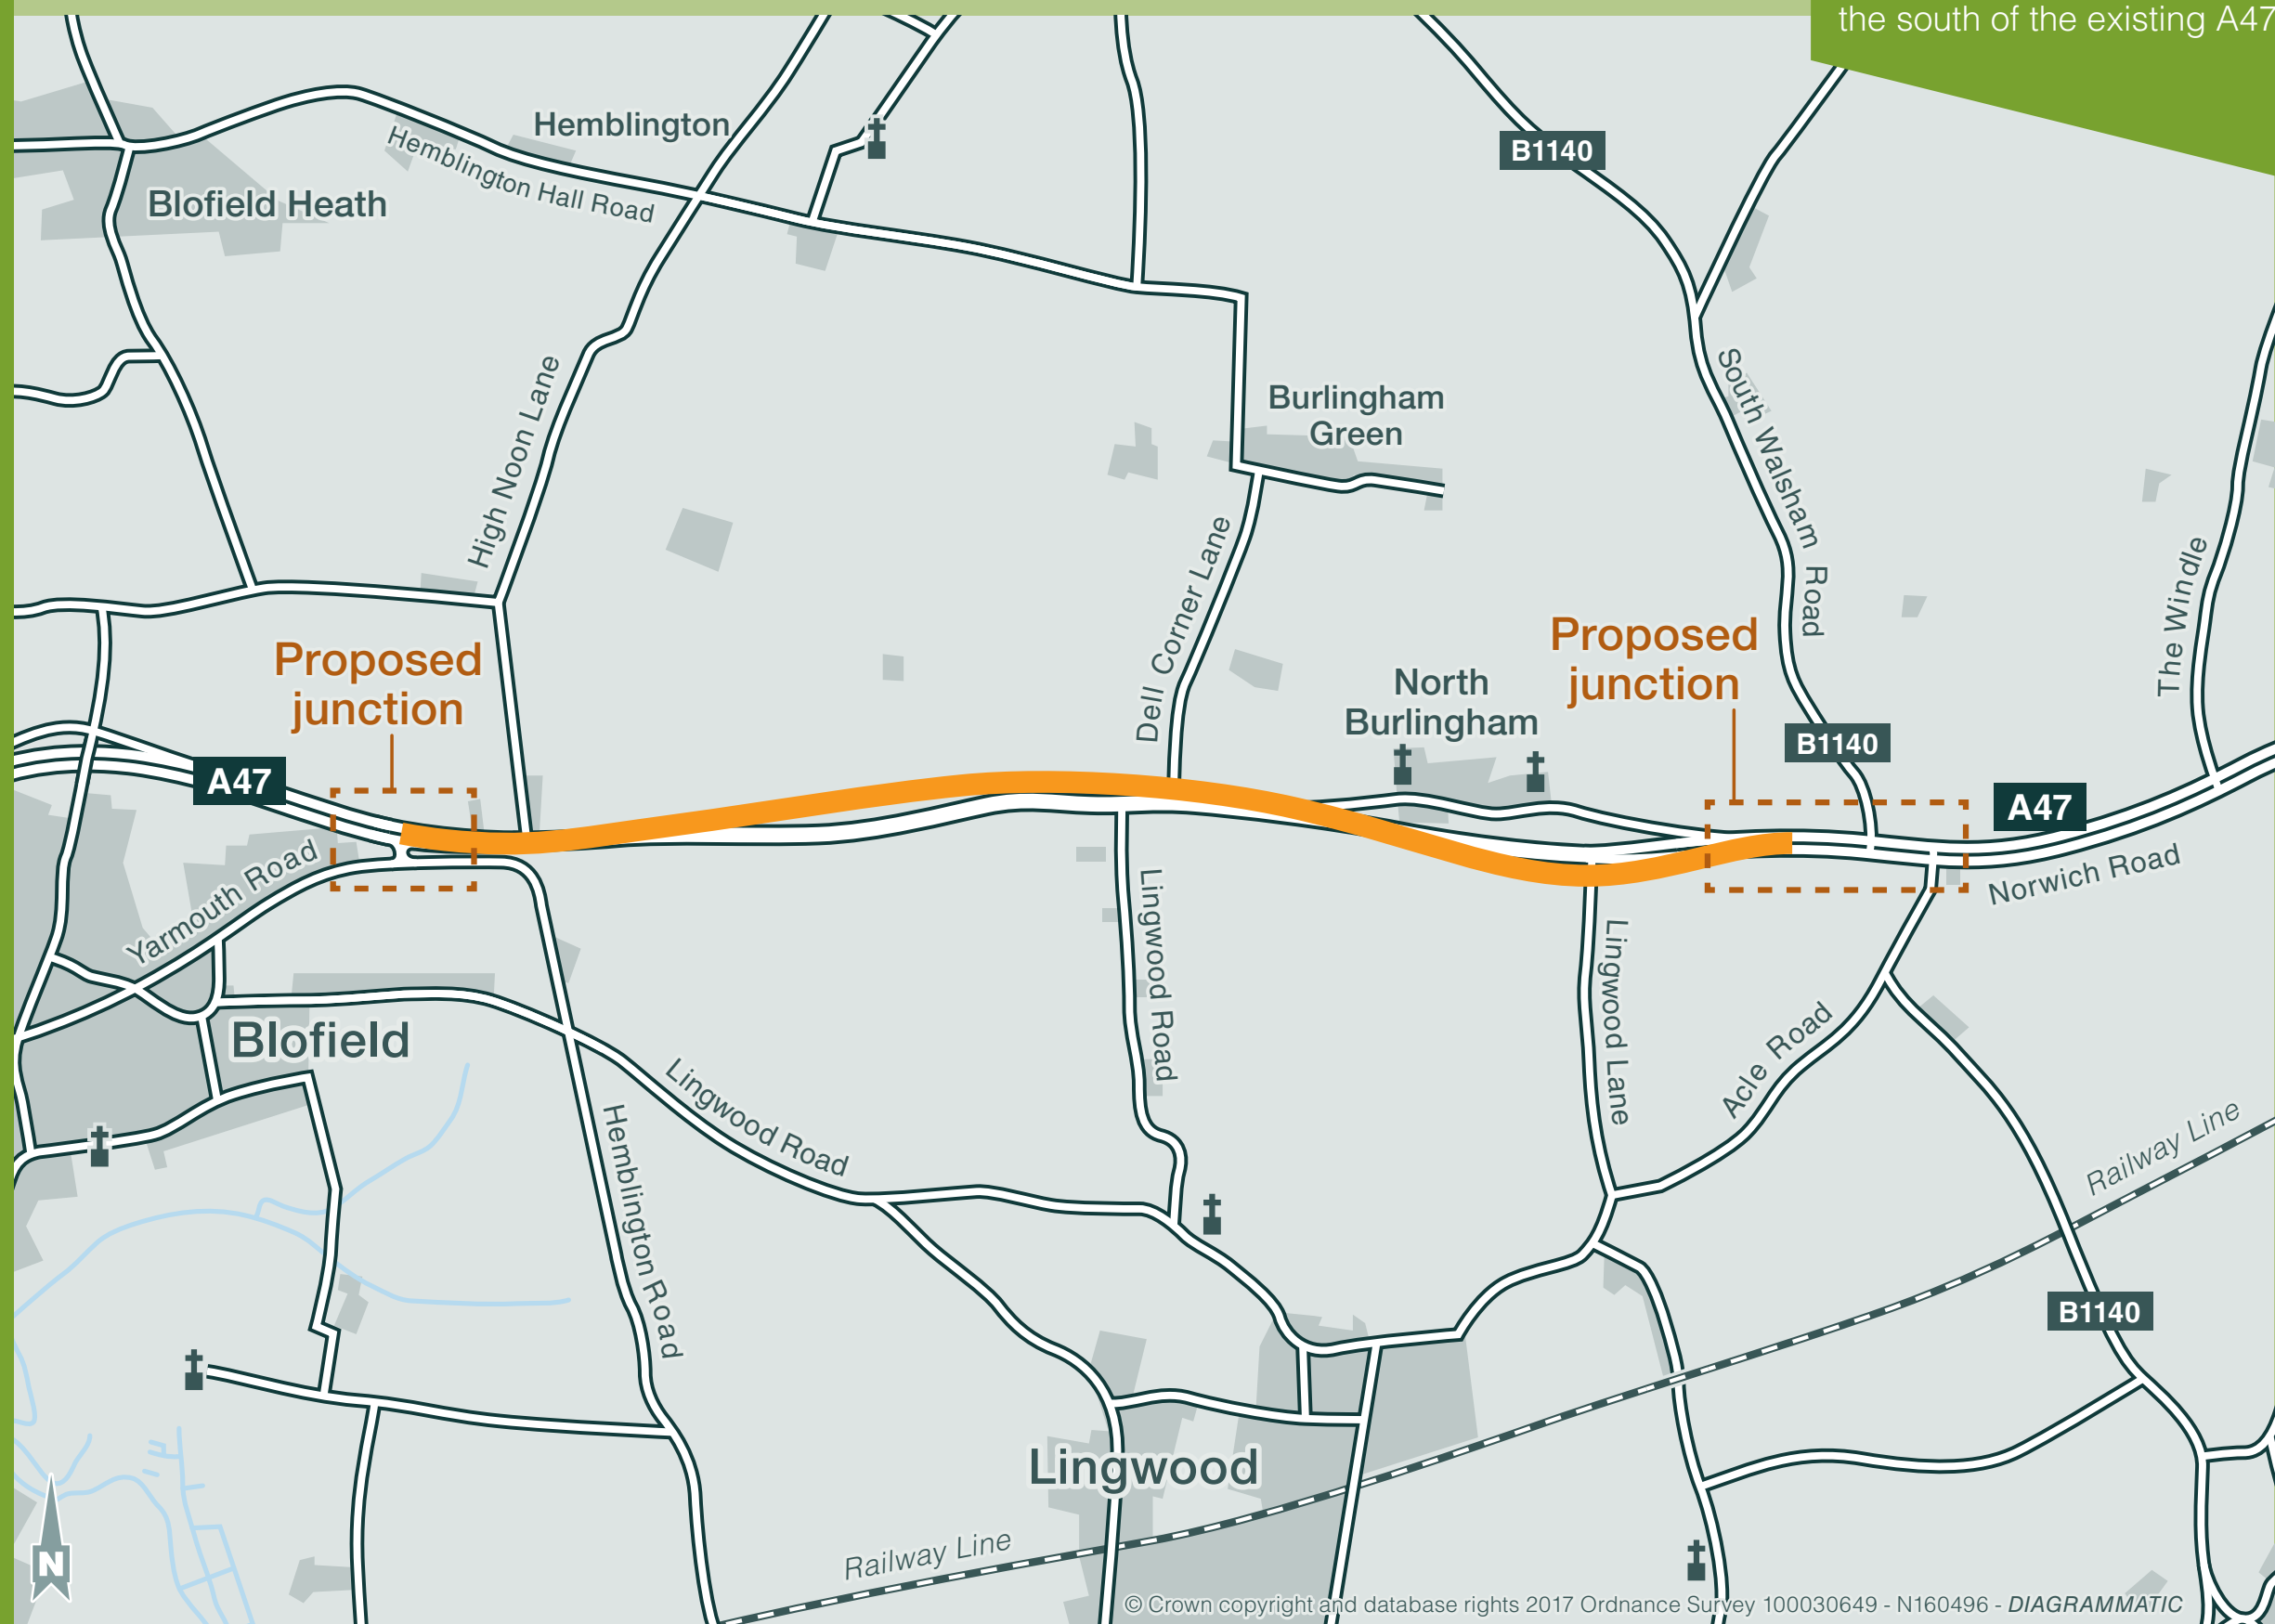 the south of the existing A47
Hemblington
B1140
Hemblington Hall Road
Blofield Heath
High Noon Lane
South Walsham Road
Burlingham
Green
Dell Corner Lane
The Windle
Proposed
junction
Proposed
junction
North
Burlingham
B1140
A47
A47
Yarmouth Road
Norwich Road
Lingwood Road
Lingwood Lane
Acle Road
Blofield
Lingwood Road
Hemblington Road
Railway Line
B1140
Lingwood
Railway Line
N
© Crown copyright and database rights 2017 Ordnance Survey 100030649 - N160496 - DIAGRAMMATIC